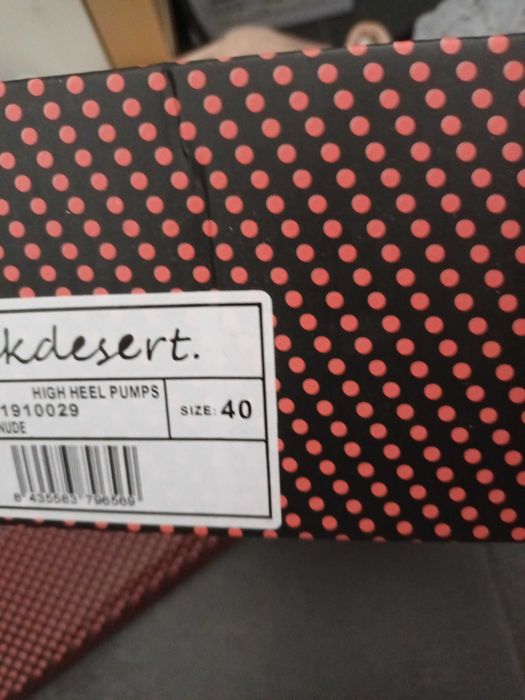 kdesert.
HIGH HEEL PUMPS
1910029
SIZE: 40
NUDE
8 435563 796569